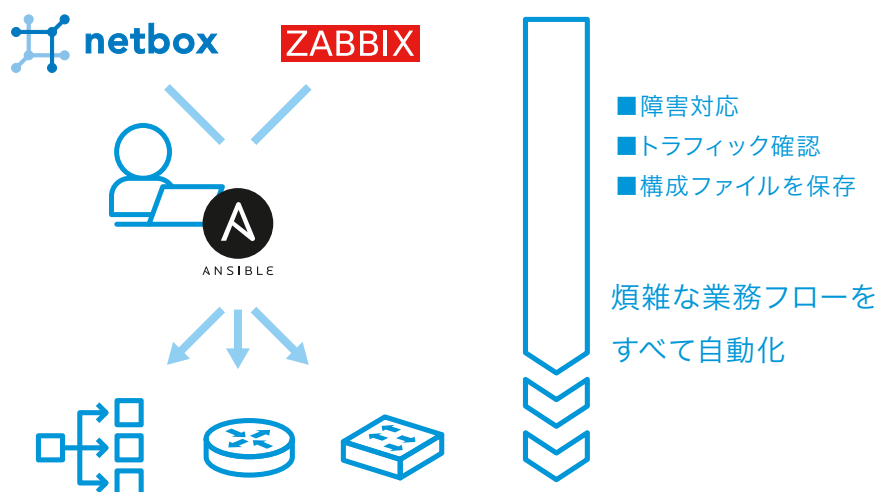 netbox
ZABBIX
ANSIBLE
■障害対応
■トラフィック確認
■構成ファイルを保存
煩雑な業務フローを
すべて自動化